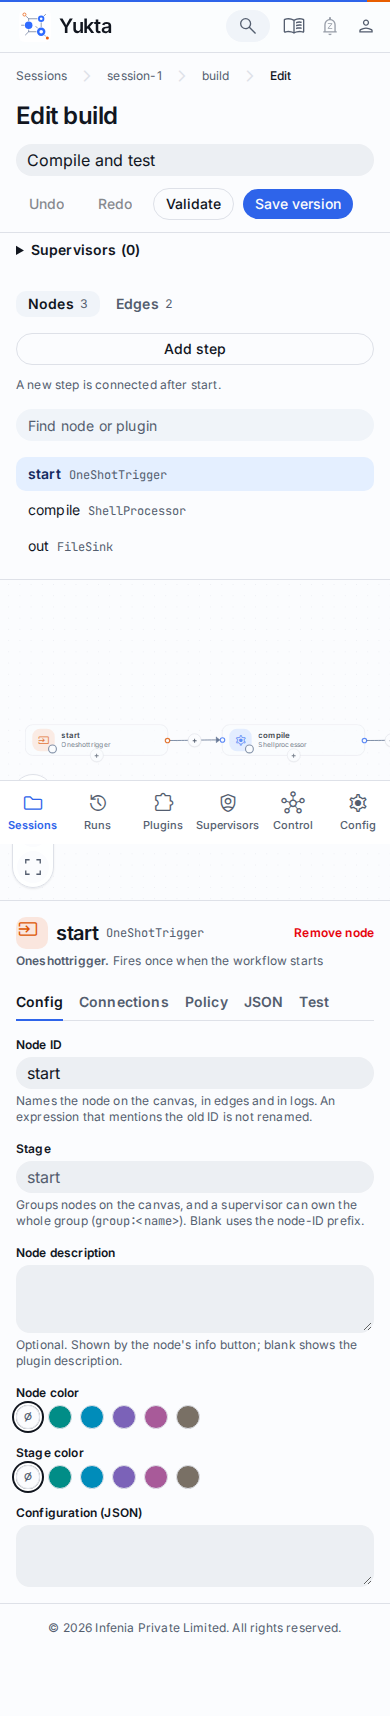 Yukta
Sessions
session-1
build
Edit
Edit build
Compile and test
Undo
Redo
Validate
Save version
Supervisors (0)
Nodes 3
Edges 2
Add step
A new step is connected after start.
Find node or plugin
start OneShotTrigger
compile ShellProcessor
out FileSink
start
Oneshottrigger
compile
Shellprocessor
Sessions
Runs
Plugins
Supervisors
Control
Config
start OneShotTrigger
Remove node
Oneshottrigger. Fires once when the workflow starts
Config
Connections
Policy
JSON
Test
Node ID
start
Names the node on the canvas, in edges and in logs. An
expression that mentions the old ID is not renamed.
Stage
start
Groups nodes on the canvas, and a supervisor can own the
whole group (group:<name>). Blank uses the node-ID prefix.
Node description
Optional. Shown by the node's info button; blank shows the
plugin description.
Node color
Stage color
Configuration (JSON)
© 2026 Infenia Private Limited. All rights reserved.